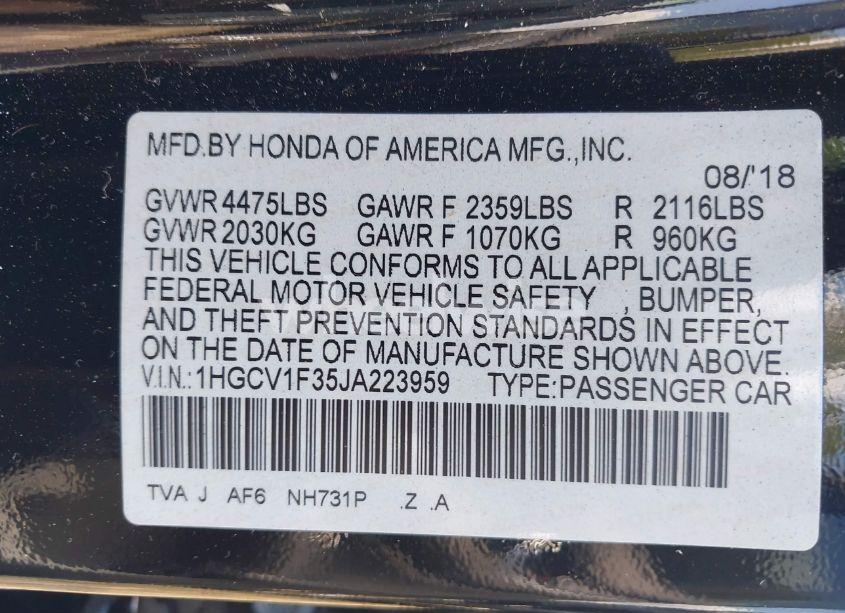 MFD.BY HONDA OF AMERICA MFG.,INC.
08/'18
GVWR 4475LBS GAWR F 2359LBS R 2116LBS
GVWR 2030KG GAWR F 1070KG R 960KG
THIS VEHICLE CONFORMS TO ALL APPLICABLE
FEDERAL MOTOR VEHICLE SAFETY , BUMPER,
AND THEFT PREVENTION STANDARDS IN EFFECT
ON THE DATE OF MANUFACTURE SHOWN ABOVE.
V.I.N.:1HGCV1F35JA223959 TYPE:PASSENGER CAR
TVA J AF6 NH731P .Z .A